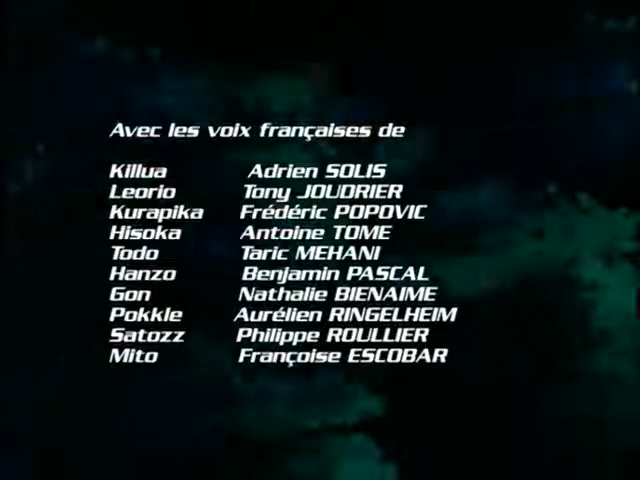 Avec les voix françaises de
Killua Adrien SOLIS
Leorio Tony JOUDRIER
Kurapika Frédéric POPOVIC
Hisoka Antoine TOME
Todo Taric MEHANI
Hanzo Benjamin PASCAL
Gon Nathalie BIENAIME
Pokkle Aurélien RINGELHEIM
Satozz Philippe ROULLIER
Mito Françoise ESCOBAR